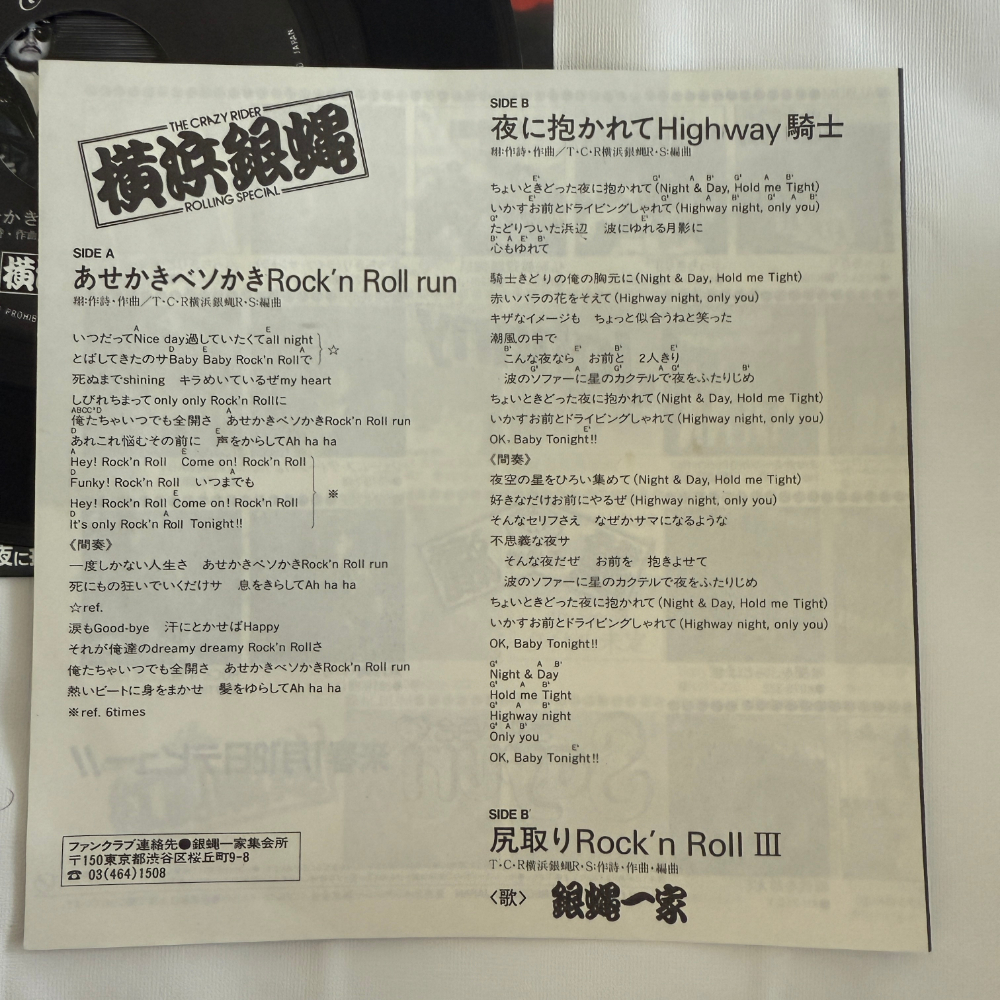 THE CRAZY RIDER
横浜銀蝿
ROLLING SPECIAL
SIDE A
あせかきベソかきRock'n Roll run
翔:作詩・作曲/T・C・R横浜銀蝿R・S:編曲
A E
いつだってNice day過していたくてall night
D E A
とばしてきたのサBaby Baby Rock'n Rollで
☆
死ぬまでshining キラめいているぜmy heart
しびれちまってonly only Rock'n Rollに
A
俺たちゃいつでも全開さ あせかきベソかきRock'n Roll run
D E
あれこれ悩むその前に 声をからしてAh ha ha
A E
Hey! Rock'n Roll Come on! Rock'n Roll
D A
Funky! Rock'n Roll いつまでも
E
Hey! Rock'n Roll Come on! Rock'n Roll
※
D A
It's only Rock'n Roll Tonight!!
《間奏》
一度しかない人生さ あせかきベソかきRock'n Roll run
死にもの狂いでいくだけサ 息をきらしてAh ha ha
☆ref.
涙もGood-bye 汗にとかせばHappy
それが俺達のdreamy dreamy Rock'n Rollさ
俺たちゃいつでも全開さ あせかきベソかきRock'n Roll run
熱いビートに身をまかせ 髪をゆらしてAh ha ha
※ref. 6times
ファンクラブ連絡先●銀蝿一家集会所
〒150東京都渋谷区桜丘町9-8
☎ 03(464)1508
SIDE B
夜に抱かれてHighway騎士
翔:作詩・作曲/T・C・R横浜銀蝿R・S:編曲
ちょいときどった夜に抱かれて(Night & Day, Hold me Tight)
いかすお前とドライビングしゃれて(Highway night, only you)
たどりついた浜辺 波にゆれる月影に
心もゆれて
騎士きどりの俺の胸元に(Night & Day, Hold me Tight)
赤いバラの花をそえて(Highway night, only you)
キザなイメージも ちょっと似合うねと笑った
潮風の中で
こんな夜なら お前と 2人きり
波のソファーに星のカクテルで夜をふたりじめ
ちょいときどった夜に抱かれて(Night & Day, Hold me Tight)
いかすお前とドライビングしゃれて(Highway night, only you)
OK, Baby Tonight!!
《間奏》
夜空の星をひろい集めて(Night & Day, Hold me Tight)
好きなだけお前にやるぜ(Highway night, only you)
そんなセリフさえ なぜかサマになるような
不思義な夜サ
そんな夜だぜ お前を 抱きよせて
波のソファーに星のカクテルで夜をふたりじめ
ちょいときどった夜に抱かれて(Night & Day, Hold me Tight)
いかすお前とドライビングしゃれて(Highway night, only you)
OK, Baby Tonight!!
Night & Day
Hold me Tight
Highway night
Only you
OK, Baby Tonight!!
SIDE B'
尻取りRock'n Roll III
T・C・R横浜銀蝿R・S:作詩・作曲・編曲
〈歌〉 銀蝿一家
JAPAN
夜に